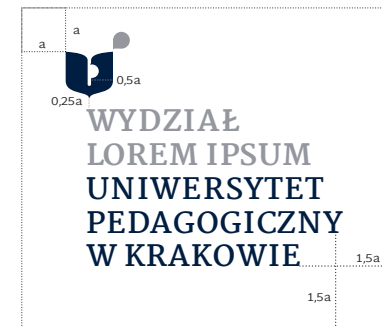 a
a
0,5a
0,25a
WYDZIAŁ
LOREM IPSUM
UNIWERSYTET
PEDAGOGICZNY
W KRAKOWIE
1,5a
1,5a